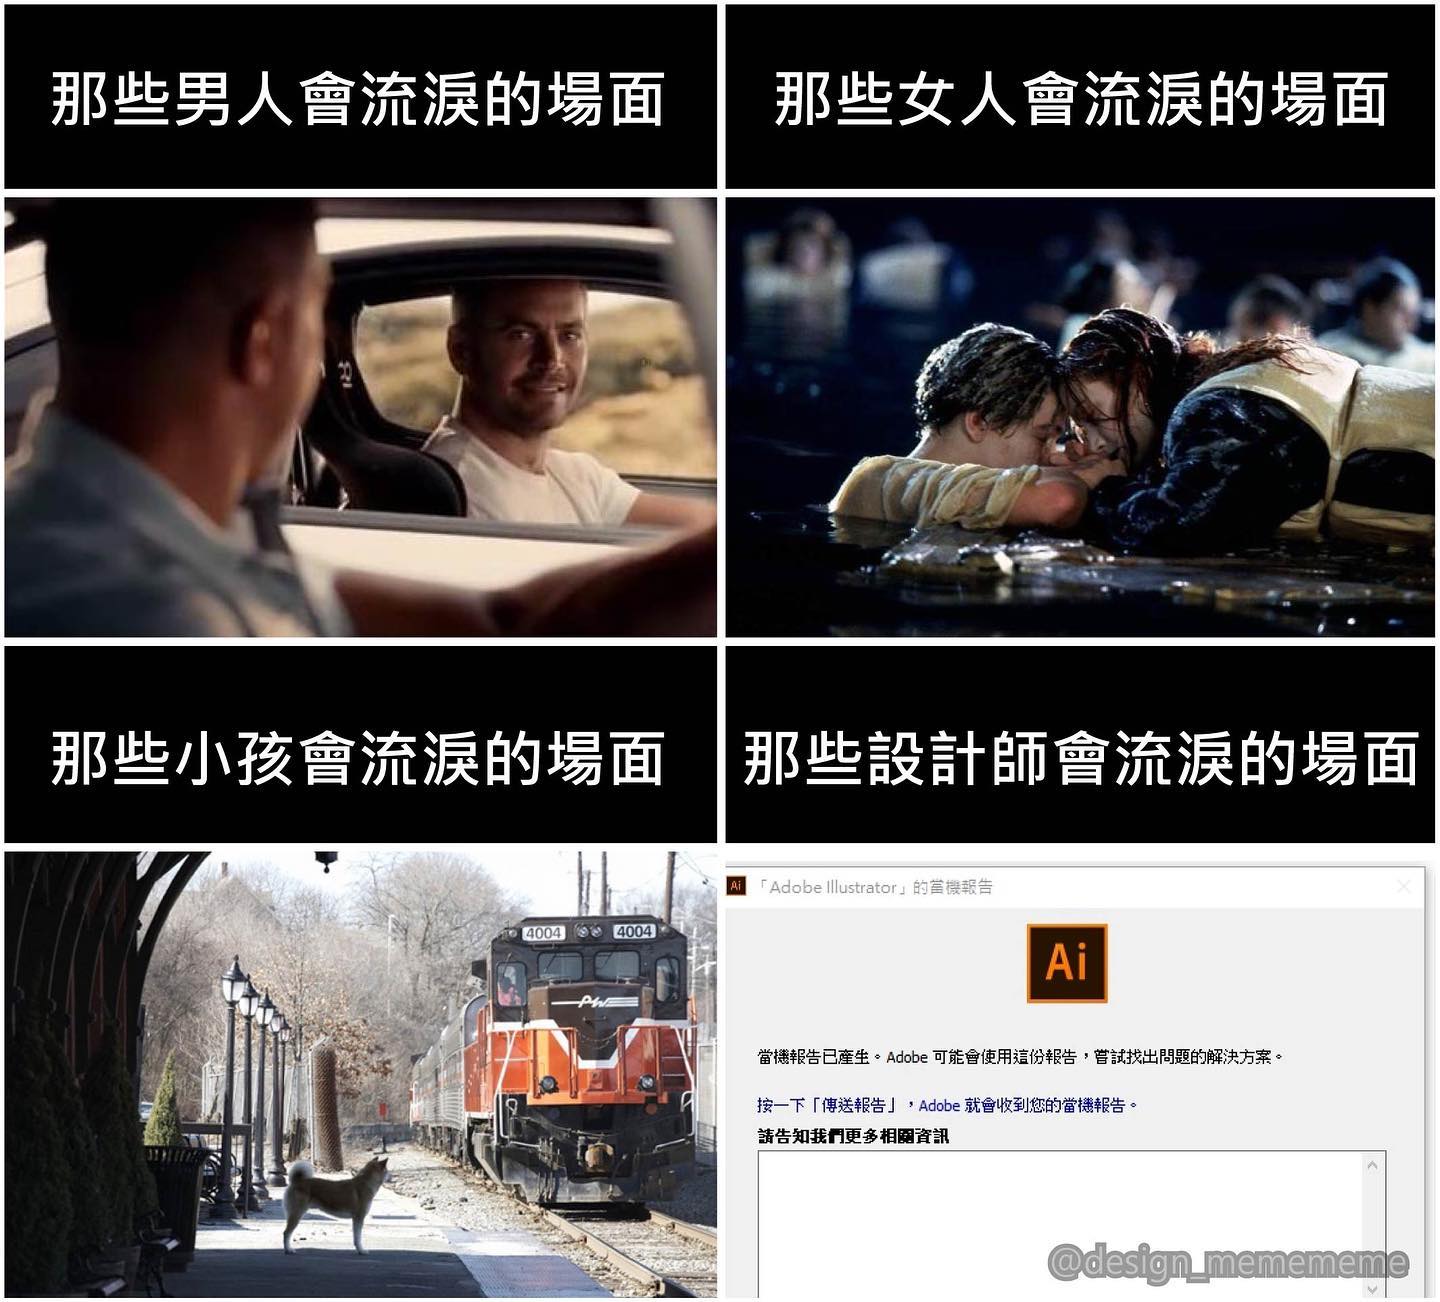 那些男人會流淚的場面
那些女人會流淚的場面
20
那些小孩會流淚的場面
4004
4004
PW
那些設計師會流淚的場面
Ai
「Adobe Illustrator」的當機報告
Ai
當機報告已產生。Adobe 可能會使用這份報告，嘗試找出問題的解決方案。
按一下「傳送報告」，Adobe 就會收到您的當機報告。
請告知我們更多相關資訊
@design_memememe